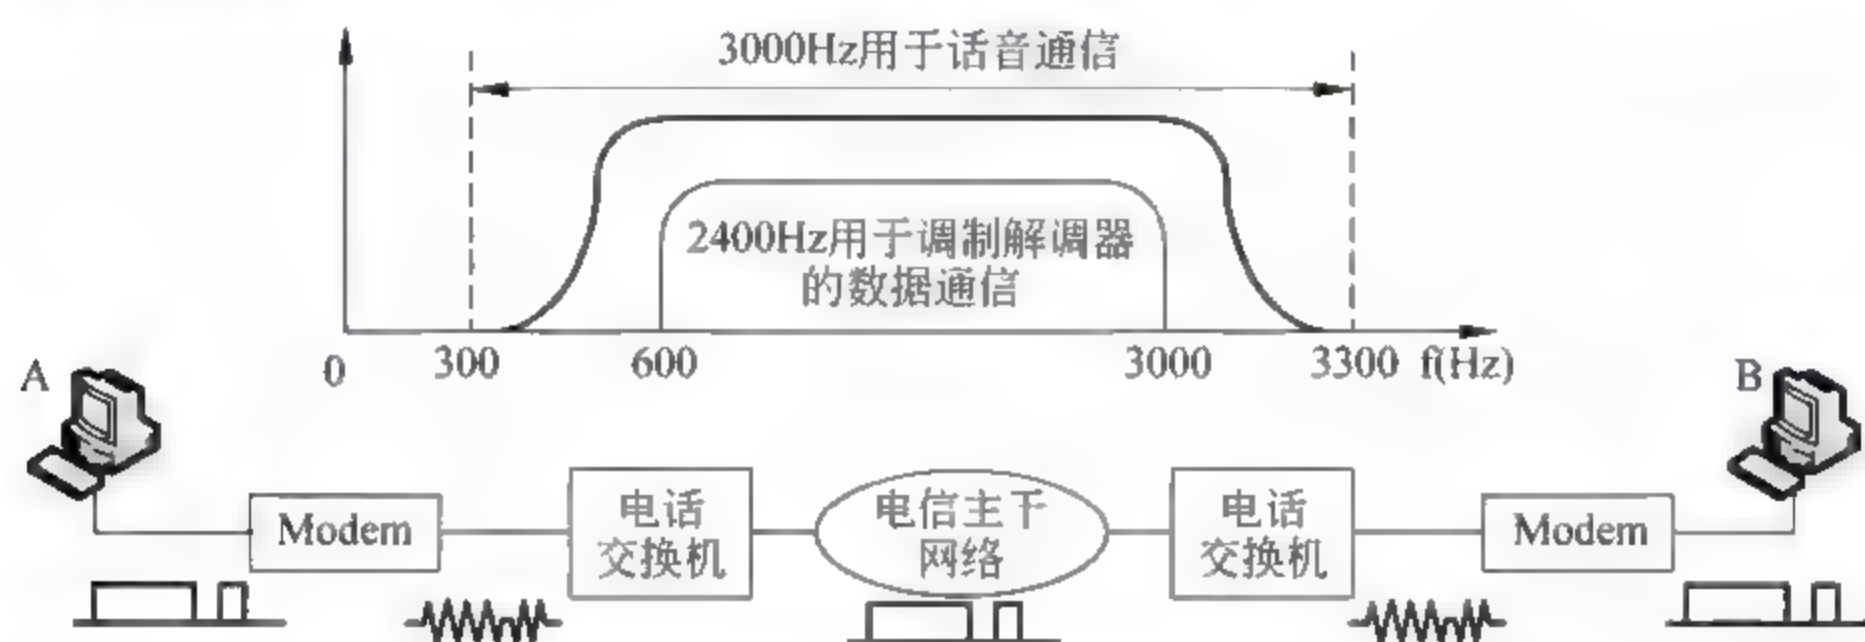 3000Hz用于话音通信
2400Hz用于调制解调器
的数据通信
0 300 600 3000 3300 f(Hz)
A
B
Modem
电话
交换机
电信主干
网络
电话
交换机
Modem